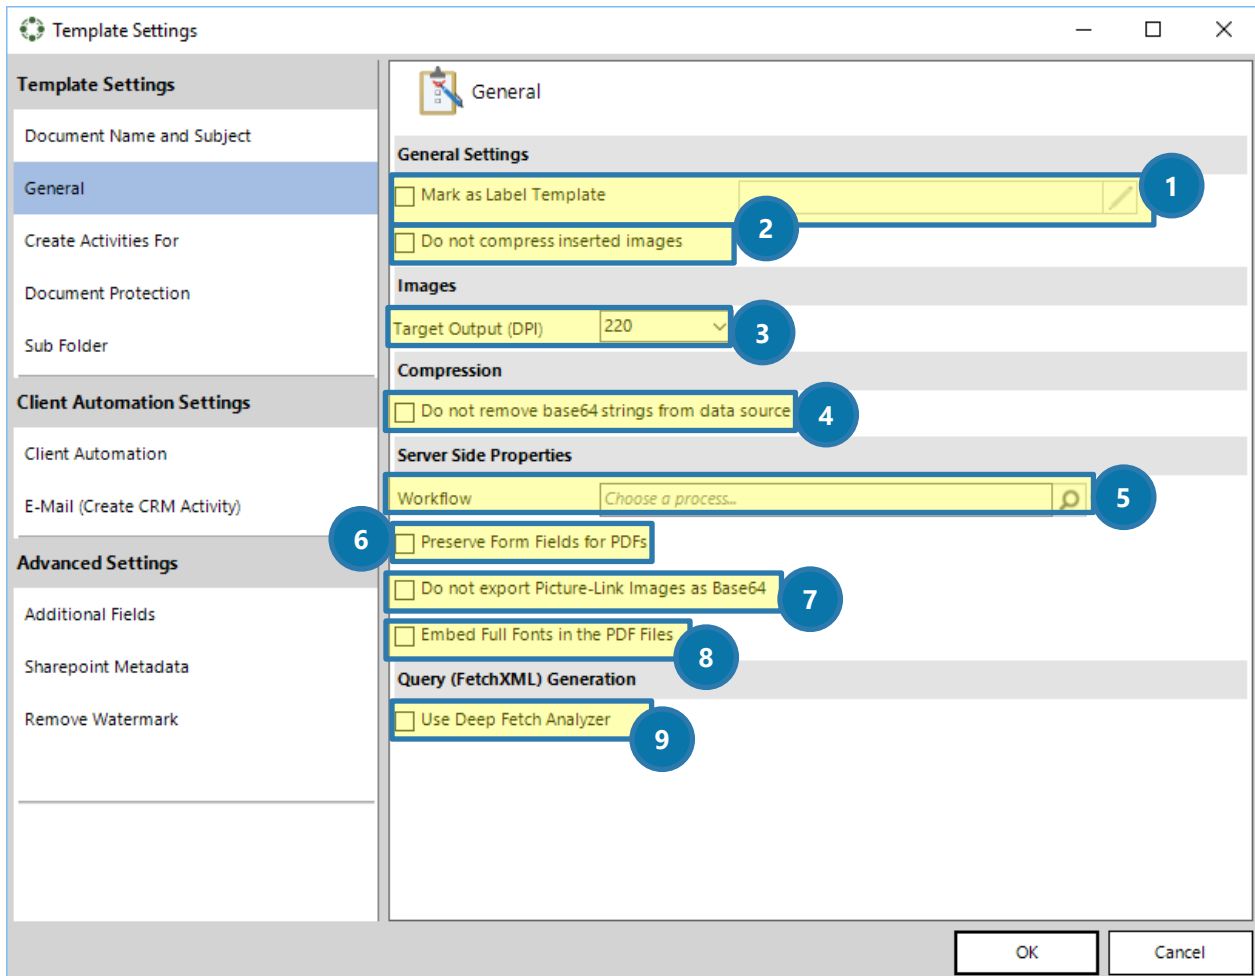 Template Settings
Template Settings
Document Name and Subject
General
Create Activities For
Document Protection
Sub Folder
Client Automation Settings
Client Automation
E-Mail (Create CRM Activity)
Advanced Settings
Additional Fields
Sharepoint Metadata
Remove Watermark
General
General Settings
Mark as Label Template
1
Do not compress inserted images
2
Images
Target Output (DPI) 220
3
Compression
Do not remove base64 strings from data source
4
Server Side Properties
Workflow Choose a process...
5
6
Preserve Form Fields for PDFs
Do not export Picture-Link Images as Base64
7
Embed Full Fonts in the PDF Files
8
Query (FetchXML) Generation
Use Deep Fetch Analyzer
9
OK Cancel